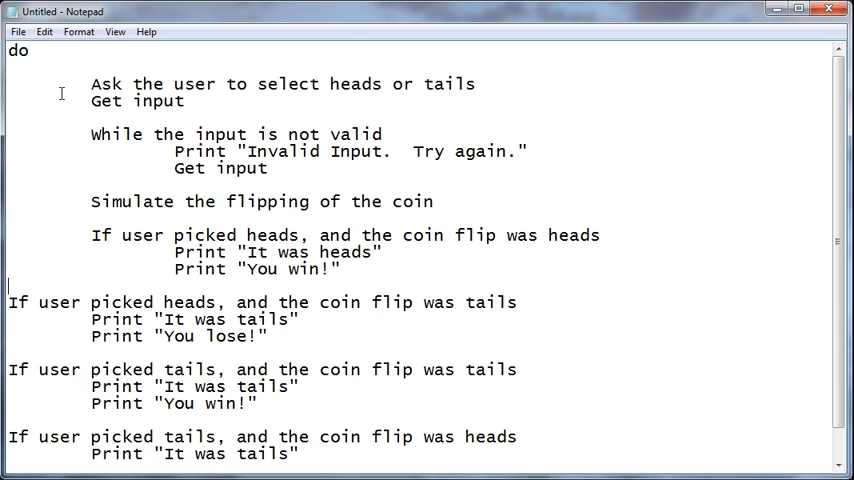 Untitled - Notepad
File Edit Format View Help
do
Ask the user to select heads or tails
Get input
While the input is not valid
Print "Invalid Input.  Try again."
Get input
Simulate the flipping of the coin
If user picked heads, and the coin flip was heads
Print "It was heads"
Print "You win!"
If user picked heads, and the coin flip was tails
Print "It was tails"
Print "You lose!"
If user picked tails, and the coin flip was tails
Print "It was tails"
Print "You win!"
If user picked tails, and the coin flip was heads
Print "It was tails"